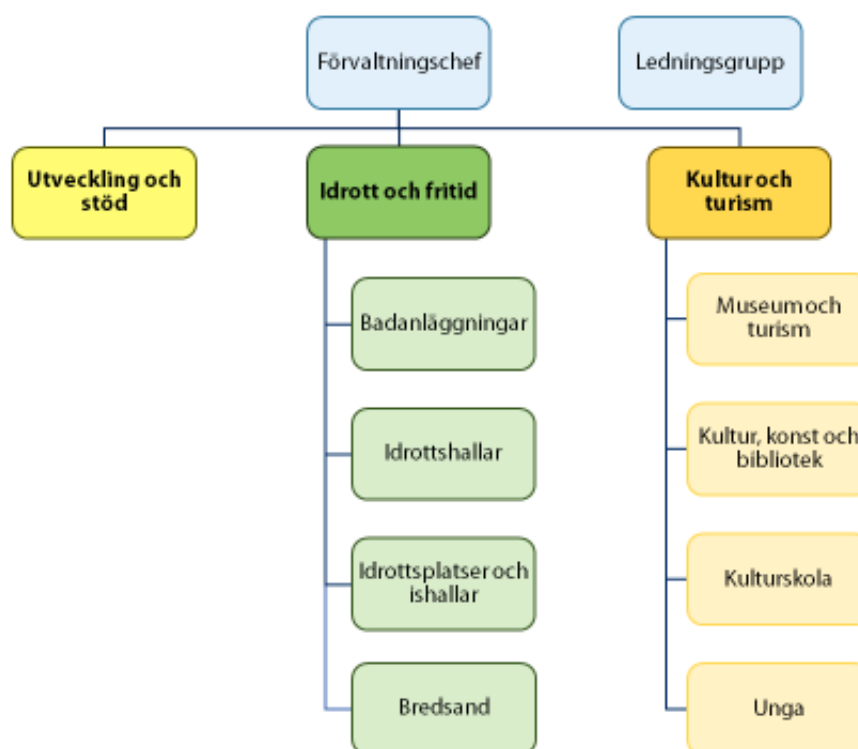 Förvaltningschef
Ledningsgrupp
Utveckling och
stöd
Idrott och fritid
Kultur och
turism
Badanläggningar
Museum och
turism
Idrottshallar
Kultur, konst och
bibliotek
Idrottsplatser och
ishallar
Kulturskola
Bredsand
Unga